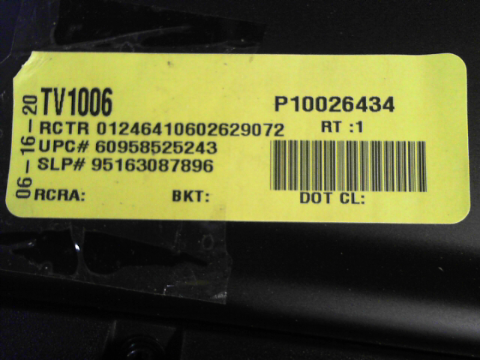 06-16-20
TV1006
P10026434
RCTR 01246410602629072
RT :1
UPC# 60958525243
SLP# 95163087896
RCRA:
BKT:
DOT CL: